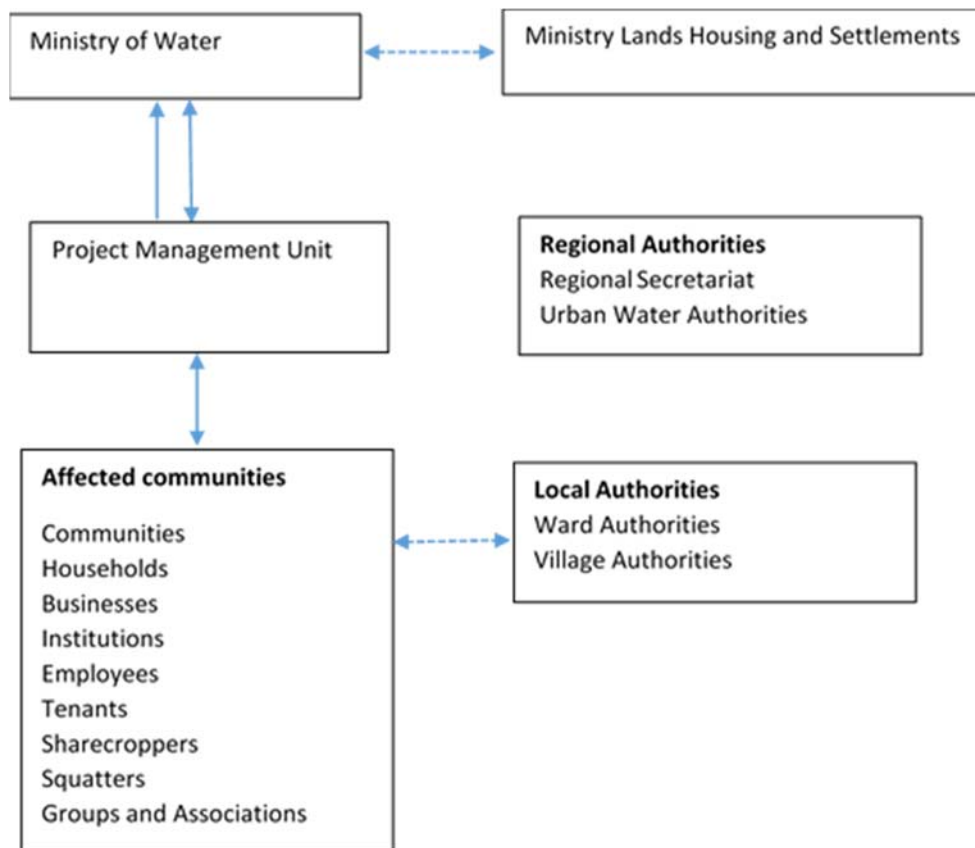 Ministry of Water
Ministry Lands Housing and Settlements
Project Management Unit
Regional Authorities
Regional Secretariat
Urban Water Authorities
Affected communities
Communities
Households
Businesses
Institutions
Employees
Tenants
Sharecroppers
Squatters
Groups and Associations
Local Authorities
Ward Authorities
Village Authorities